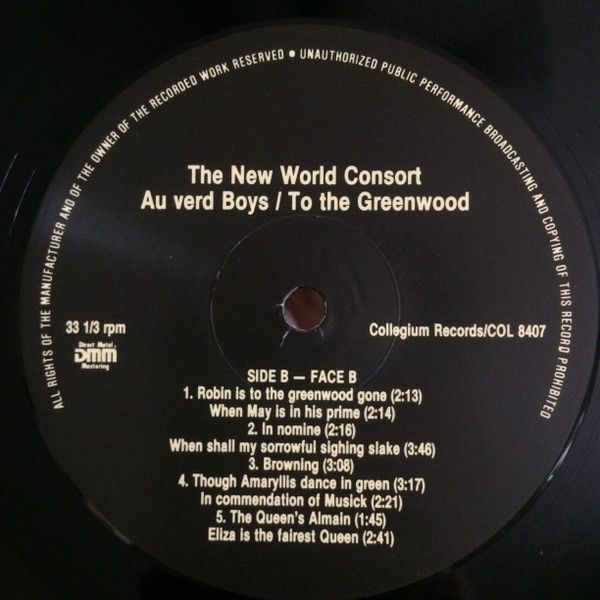 ALL RIGHTS OF THE MANUFACTURER AND OF THE OWNER OF THE RECORDED WORK RESERVED • UNAUTHORIZED PUBLIC PERFORMANCE BROADCASTING AND COPYING OF THIS RECORD PROHIBITED
The New World Consort
Au verd Boys / To the Greenwood
33 1/3 rpm
Direct Metal
DMM
Mastering
Collegium Records/COL 8407
SIDE B — FACE B
1. Robin is to the greenwood gone (2:13)
When May is in his prime (2:14)
2. In nomine (2:16)
When shall my sorrowful sighing slake (3:46)
3. Browning (3:08)
4. Though Amaryllis dance in green (3:17)
In commendation of Musick (2:21)
5. The Queen's Almain (1:45)
Eliza is the fairest Queen (2:41)